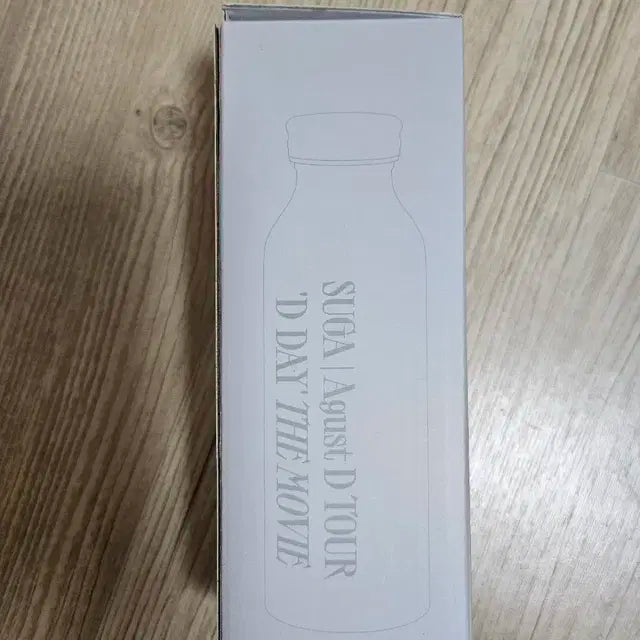 SUGA | Agust D TOUR
'D-DAY' THE MOVIE